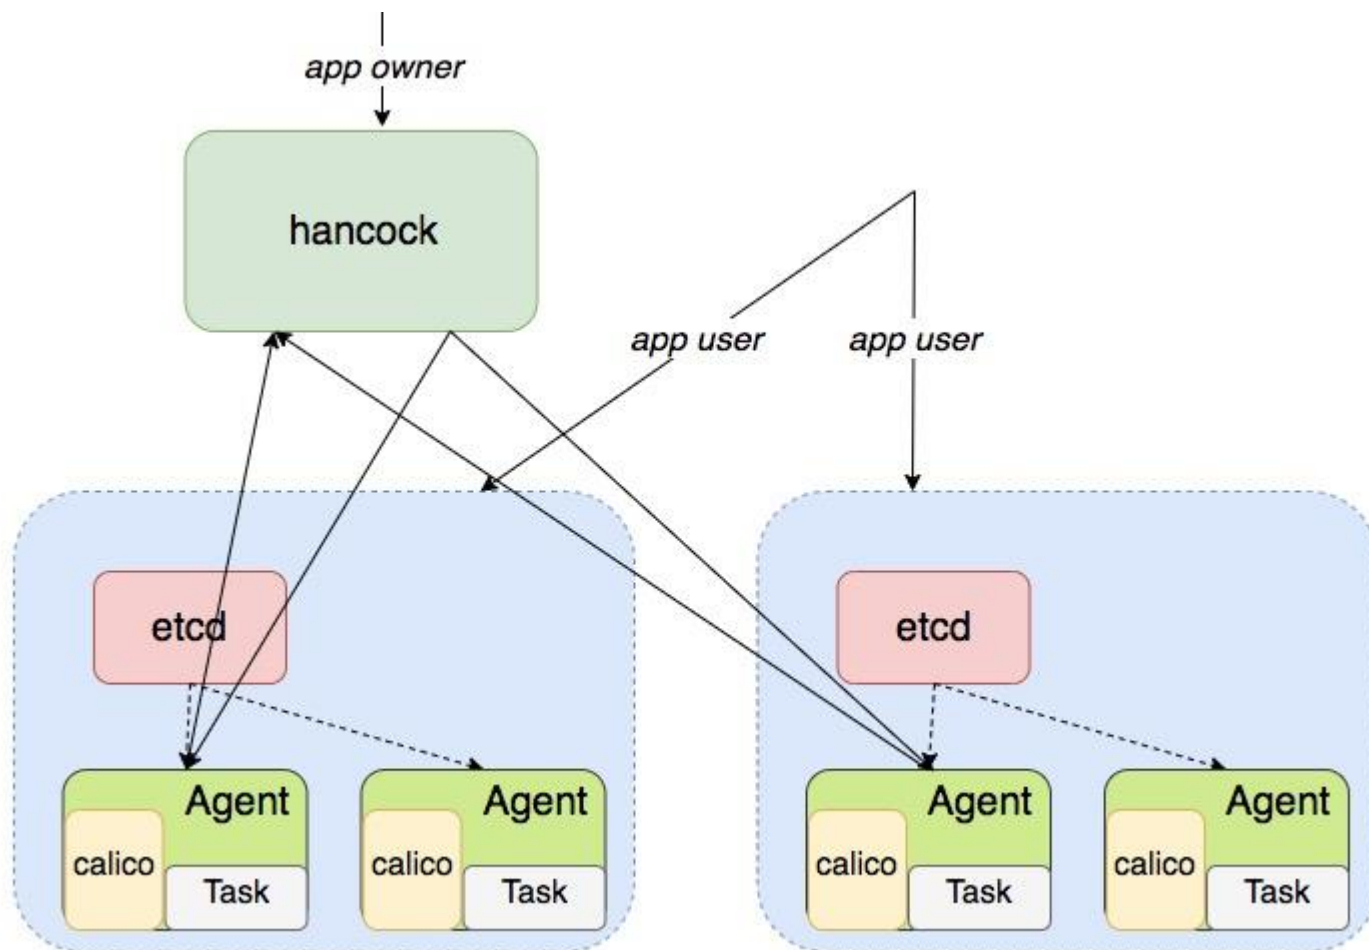 app owner
hancock
app user
app user
etcd
etcd
Agent
Agent
Agent
Agent
calico
calico
calico
calico
Task
Task
Task
Task